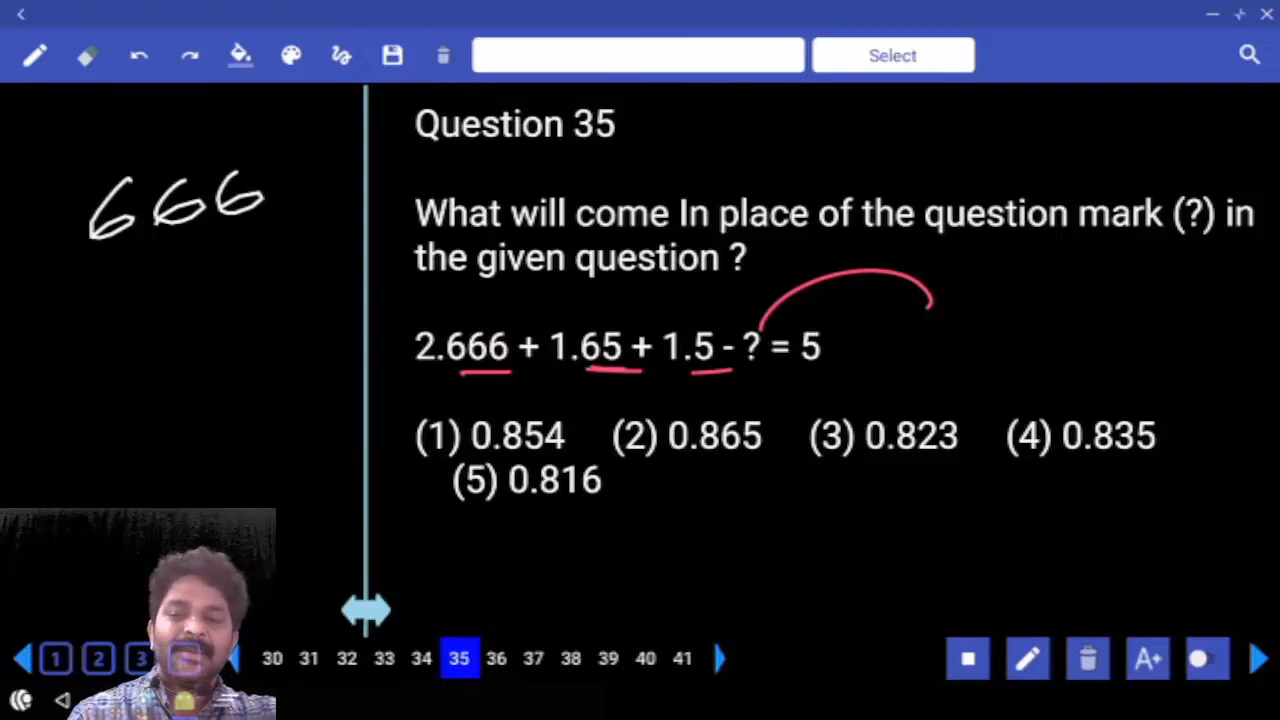 Select
Question 35
666
What will come In place of the question mark (?) in
the given question ?
2.666 + 1.65 + 1.5 - ? = 5
(1) 0.854 (2) 0.865 (3) 0.823 (4) 0.835
(5) 0.816
1 2 3 30 31 32 33 34 35 36 37 38 39 40 41 A+